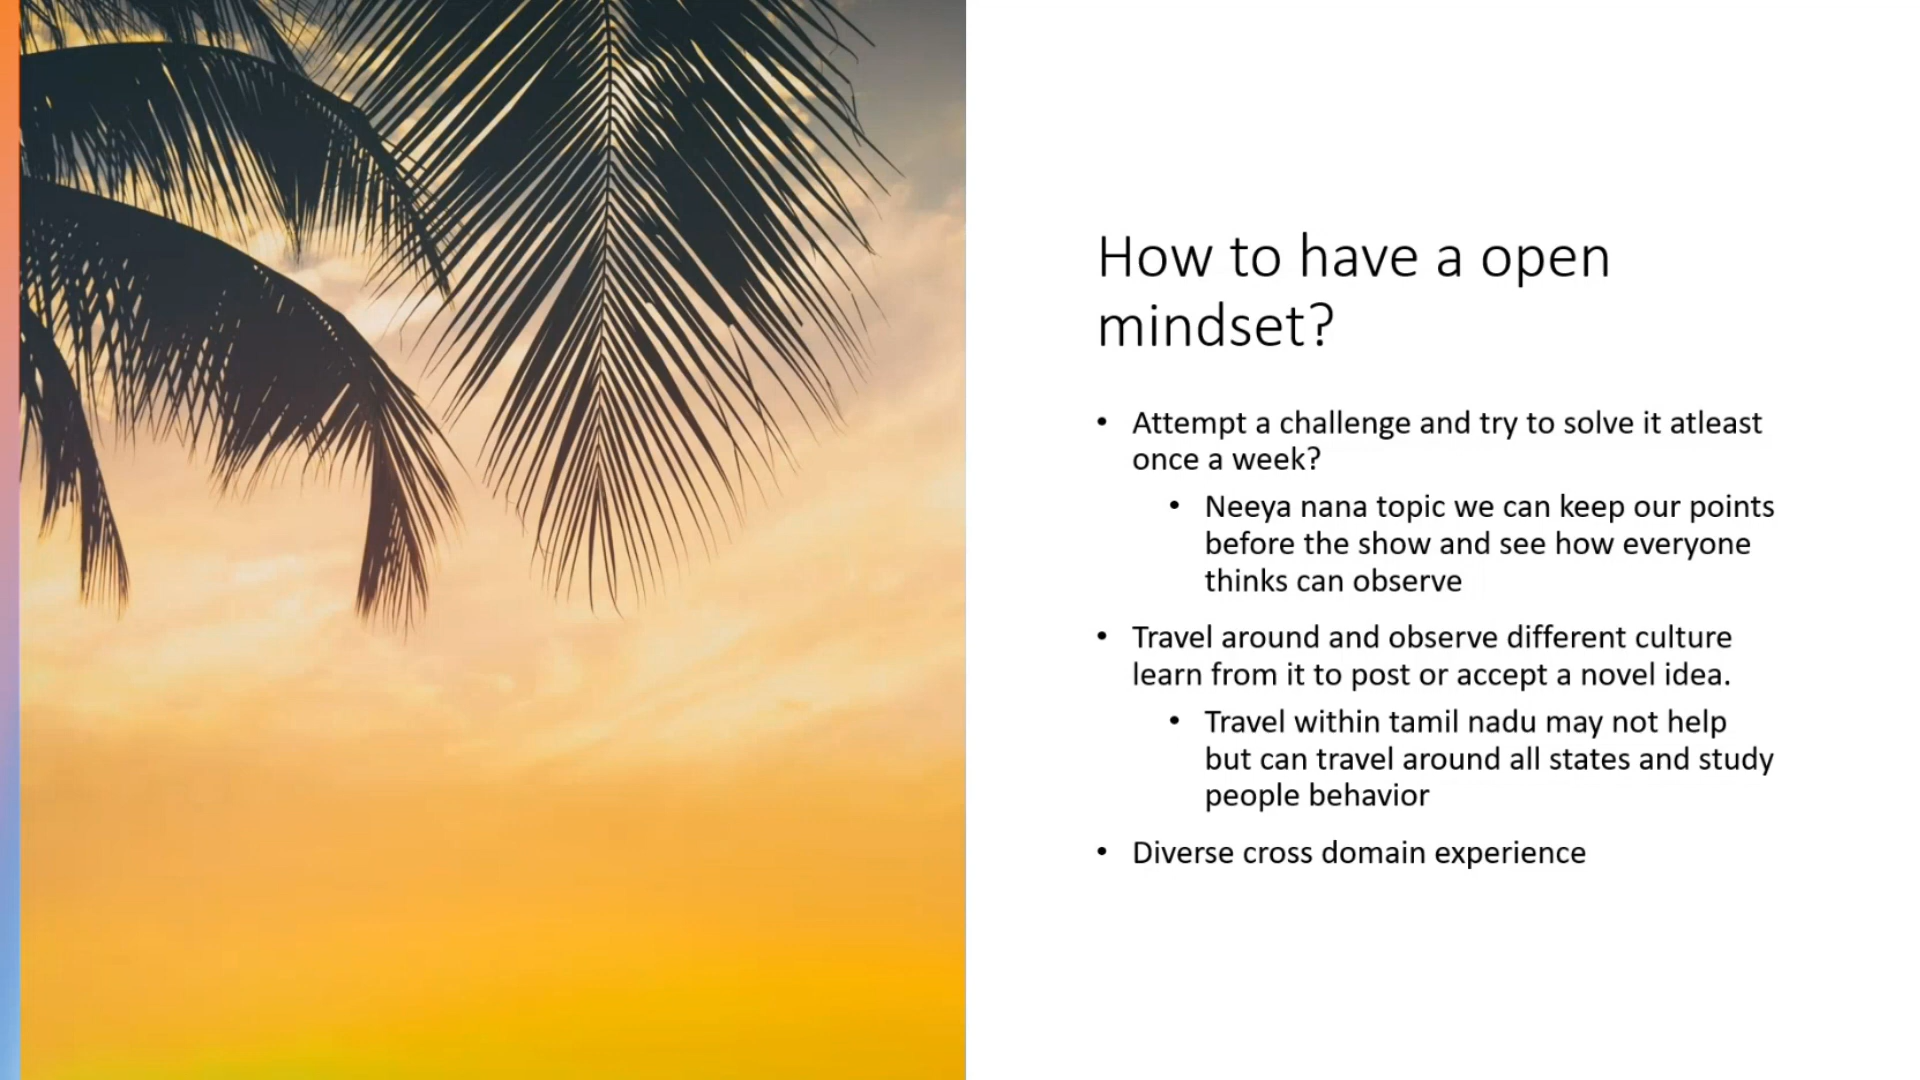 How to have a open
mindset?
• Attempt a challenge and try to solve it atleast
once a week?
• Neeya nana topic we can keep our points
before the show and see how everyone
thinks can observe
• Travel around and observe different culture
learn from it to post or accept a novel idea.
• Travel within tamil nadu may not help
but can travel around all states and study
people behavior
• Diverse cross domain experience